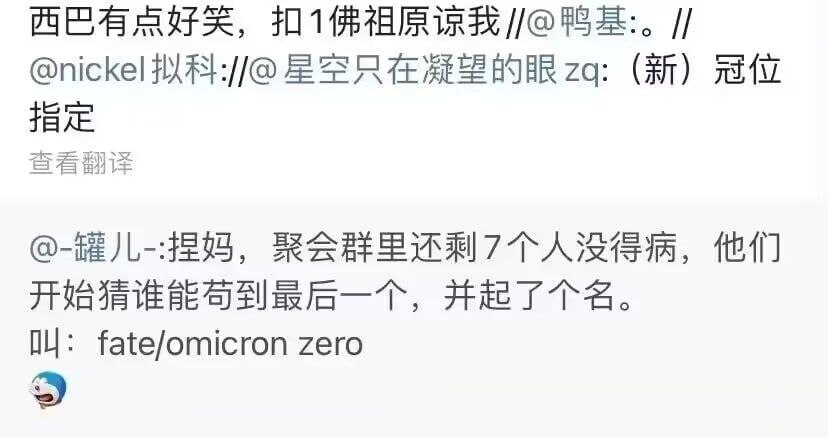 西巴有点好笑，扣1佛祖原谅我//@鸭基:。//
@nickel拟科://@星空只在凝望的眼zq:（新）冠位
指定
查看翻译
@-罐儿-:捏妈，聚会群里还剩7个人没得病，他们
开始猜谁能苟到最后一个，并起了个名。
叫：fate/omicron zero